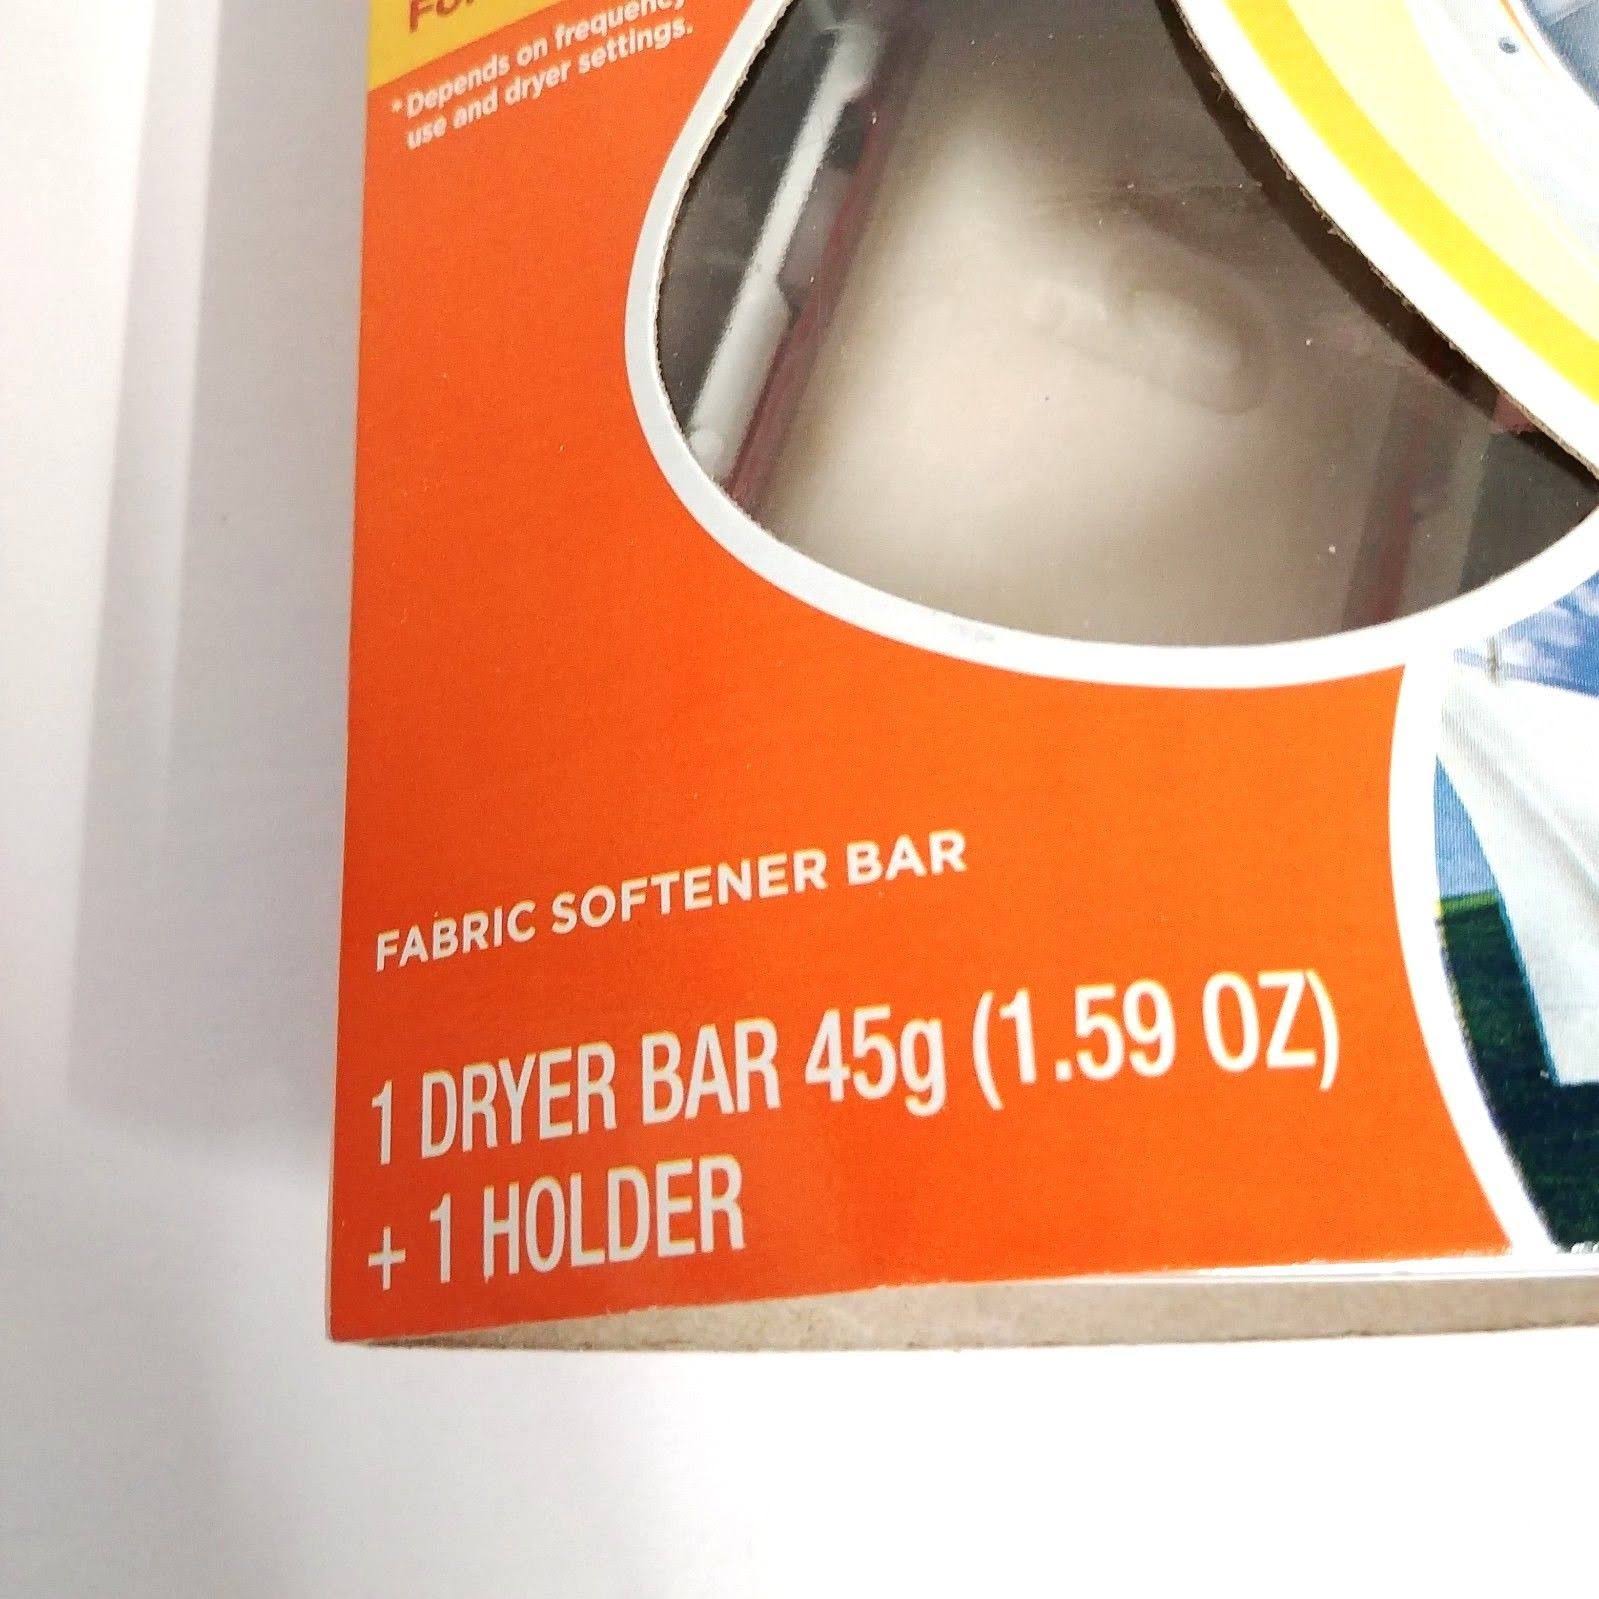 *Depends on frequency
use and dryer settings.
FABRIC SOFTENER BAR
1 DRYER BAR 45g (1.59 OZ)
+ 1 HOLDER